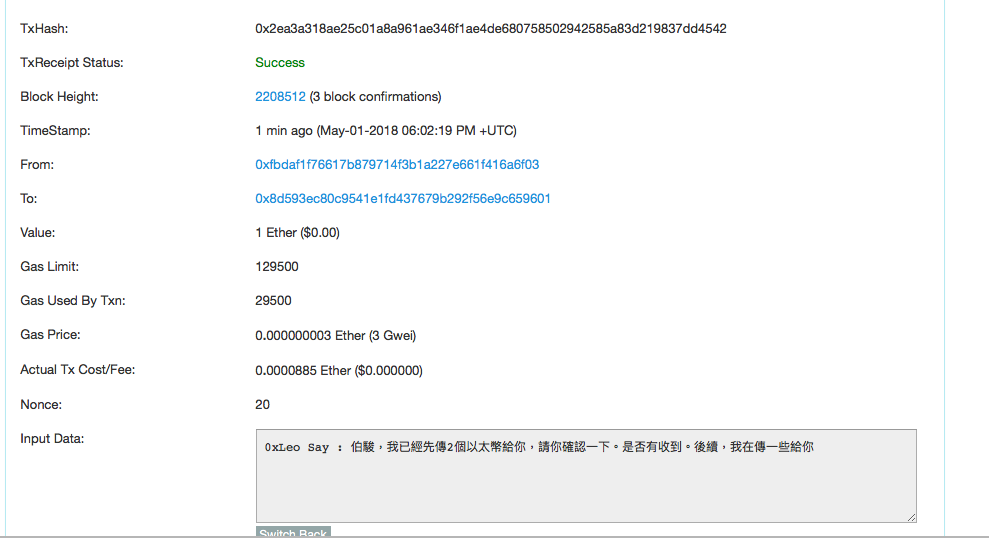 TxHash: 0x2ea3a318ae25c01a8a961ae346f1ae4de680758502942585a83d219837dd4542
TxReceipt Status: Success
Block Height: 2208512 (3 block confirmations)
TimeStamp: 1 min ago (May-01-2018 06:02:19 PM +UTC)
From: 0xfbdaf1f76617b879714f3b1a227e661f416a6f03
To: 0x8d593ec80c9541e1fd437679b292f56e9c659601
Value: 1 Ether ($0.00)
Gas Limit: 129500
Gas Used By Txn: 29500
Gas Price: 0.000000003 Ether (3 Gwei)
Actual Tx Cost/Fee: 0.0000885 Ether ($0.000000)
Nonce: 20
Input Data: 0xLeo Say : 伯駿，我已經先傳2個以太幣給你，請你確認一下。是否有收到。後續，我在傳一些給你
Switch Back